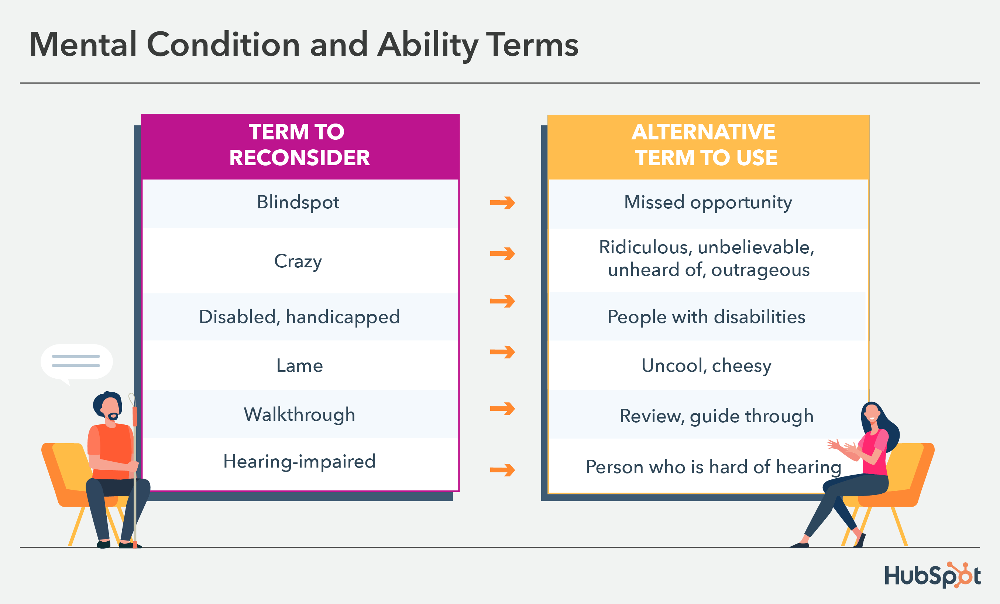 Mental Condition and Ability Terms
TERM TO
RECONSIDER
ALTERNATIVE
TERM TO USE
Blindspot
Missed opportunity
Crazy
Ridiculous, unbelievable,
unheard of, outrageous
Disabled, handicapped
People with disabilities
Lame
Uncool, cheesy
Walkthrough
Review, guide through
Hearing-impaired
Person who is hard of hearing
HubSpot